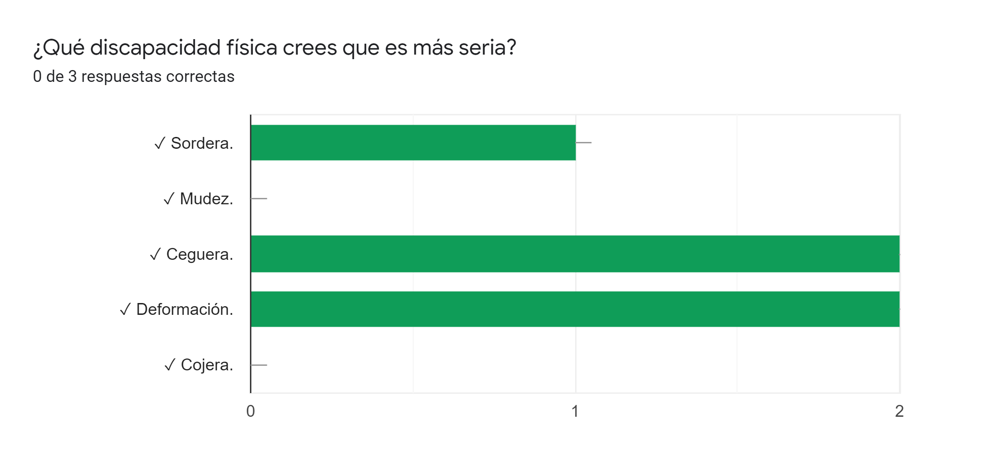 ¿Qué discapacidad física crees que es más seria?
0 de 3 respuestas correctas
✓ Sordera.
✓ Mudez.
✓ Ceguera.
✓ Deformación.
✓ Cojera.
0 1 2